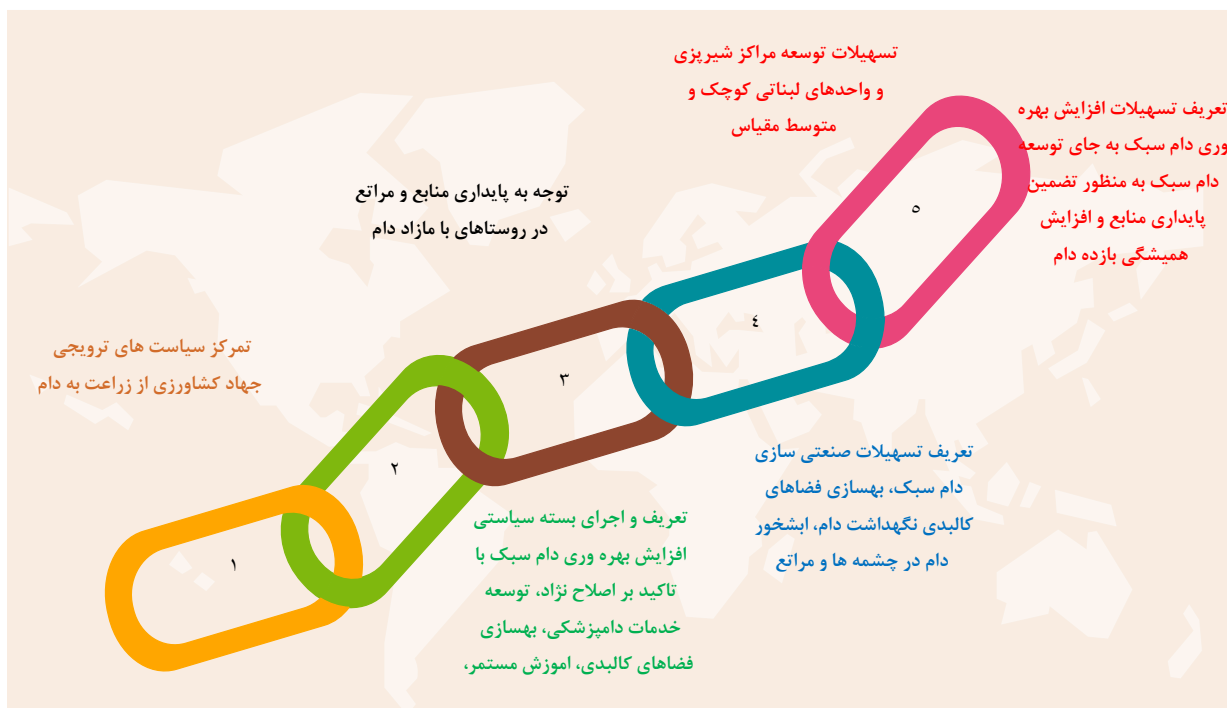 تسهیلات توسعه مراکز شیرپزی
و واحدهای لبناتی کوچک و
متوسط مقیاس
تعریف تسهیلات افزایش بهره
وری دام سبک به جای توسعه
دام سبک به منظور تضمین
پایداری منابع و افزایش
همیشگی بازده دام
۵
توجه به پایداری منابع و مراتع
در روستاهای با مازاد دام
٤
تمرکز سیاست های ترویجی
جهاد کشاورزی از زراعت به دام
۳
۲
تعریف تسهیلات صنعتی سازی
دام سبک، بهسازی فضاهای
کالبدی نگهداشت دام، ابشخور
دام در چشمه ها و مراتع
تعریف و اجرای بسته سیاستی
افزایش بهره وری دام سبک با
تاکید بر اصلاح نژاد، توسعه
خدمات دامپزشکی، بهسازی
فضاهای کالبدی، اموزش مستمر،
۱